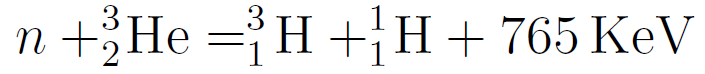 n + ³₂He = ³₁H + ¹₁H + 765 KeV